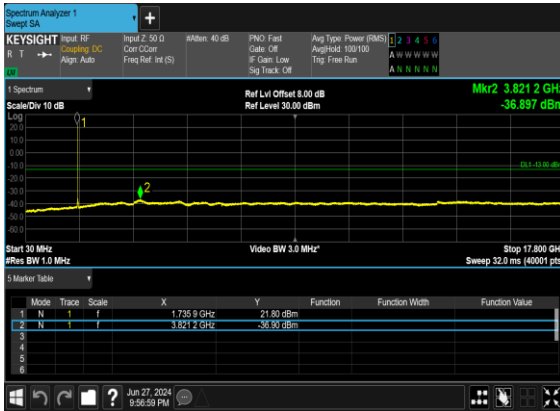 Spectrum Analyzer 1
Swept SA
+
KEYSIGHT Input: RF Input Z: 50 Ω #Atten: 40 dB PNO: Fast Avg Type: Power (RMS) 1 2 3 4 5 6
R T Coupling: DC Corr CCorr Gate: Off Avg|Hold: 100/100 A W W W W W
Align: Auto Freq Ref: Int (S) IF Gain: Low Trig: Free Run
Sig Track: Off A N N N N N
1 Spectrum Ref Lvl Offset 8.00 dB Mkr2 3.821 2 GHz
Scale/Div 10 dB Ref Level 30.00 dBm -36.897 dBm
Log
20.0
10.0
0.00
-10.0
-20.0
-30.0
-40.0
-50.0
-60.0
1
DL1 -13.00 dBm
2
Start 30 MHz Video BW 3.0 MHz* Stop 17.800 GHz
#Res BW 1.0 MHz Sweep 32.0 ms (40001 pts)
5 Marker Table
Mode Trace Scale X Y Function Function Width Function Value
1 N 1 f 1.735 9 GHz 21.80 dBm
2 N 1 f 3.821 2 GHz -36.90 dBm
3
4
5
6
? Jun 27, 2024
9:56:59 PM